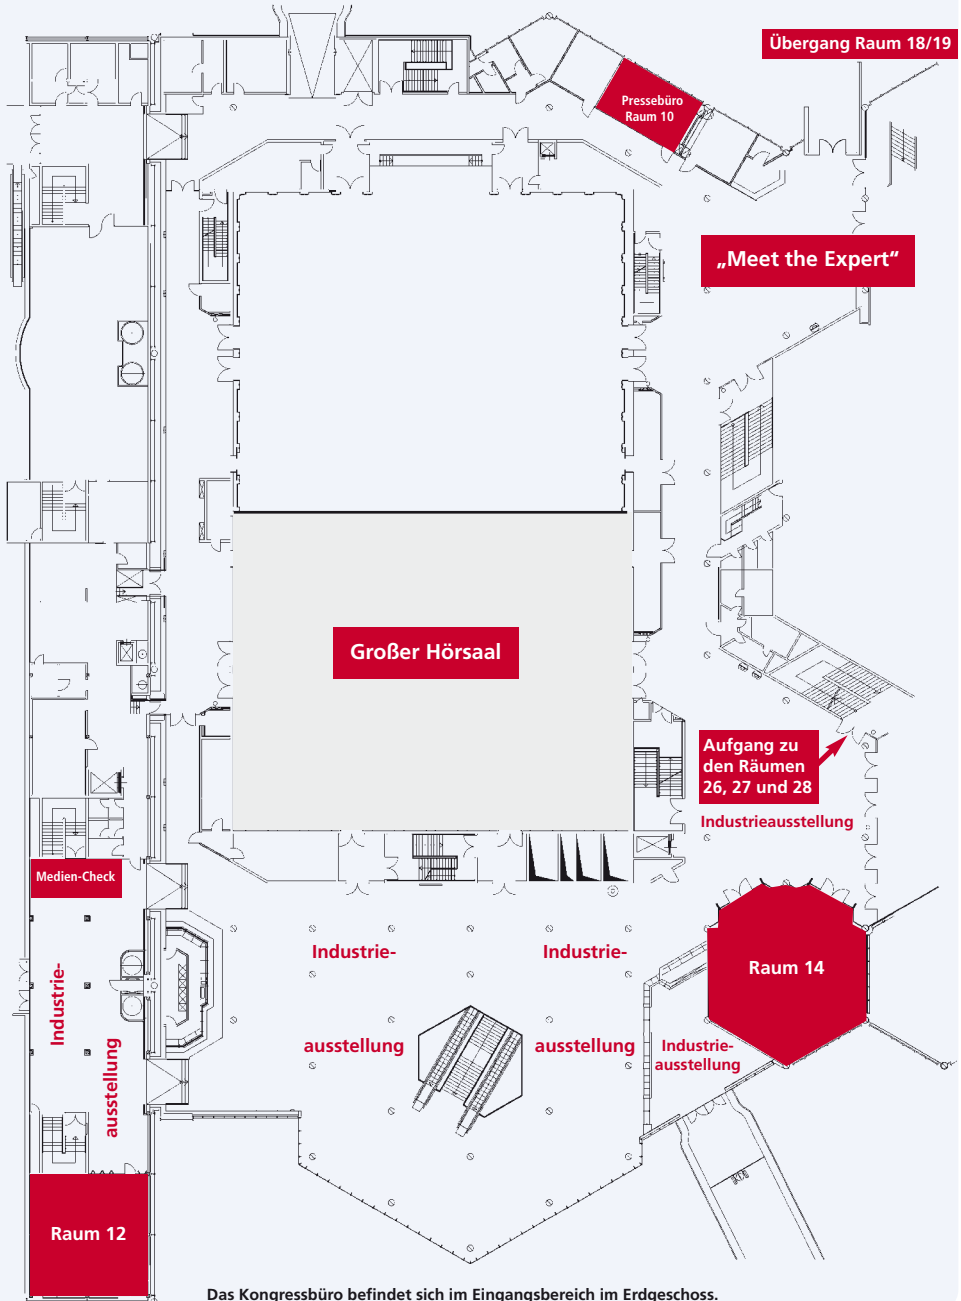 Übergang Raum 18/19
Pressebüro
Raum 10
„Meet the Expert“
Großer Hörsaal
Aufgang zu
den Räumen
26, 27 und 28
Industrieausstellung
Medien-Check
Industrie-
ausstellung
Industrie-
ausstellung
Industrie-
ausstellung
Raum 14
Industrie-
ausstellung
Raum 12
Das Kongressbüro befindet sich im Eingangsbereich im Erdgeschoss.